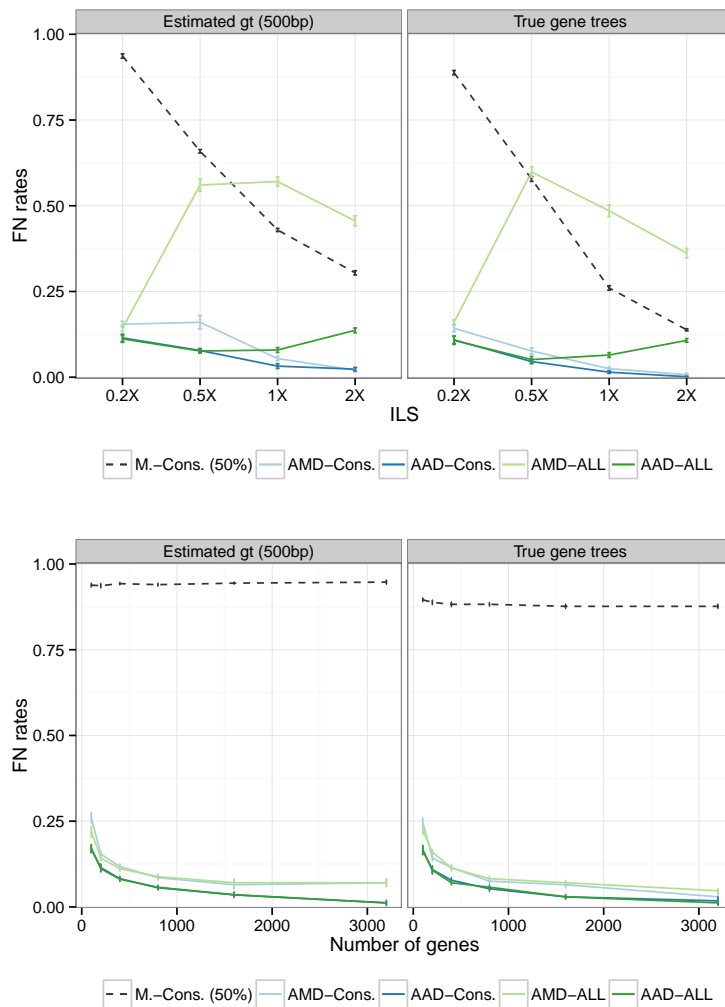 Estimated gt (500bp) True gene trees
1.00
0.75
0.50
0.25
0.00
FN rates
0.2X 0.5X 1X 2X 0.2X 0.5X 1X 2X
ILS
M.−Cons. (50%) AMD−Cons. AAD−Cons. AMD−ALL AAD−ALL
Estimated gt (500bp) True gene trees
1.00
0.75
0.50
0.25
0.00
FN rates
0 1000 2000 3000 0 1000 2000 3000
Number of genes
M.−Cons. (50%) AMD−Cons. AAD−Cons. AMD−ALL AAD−ALL